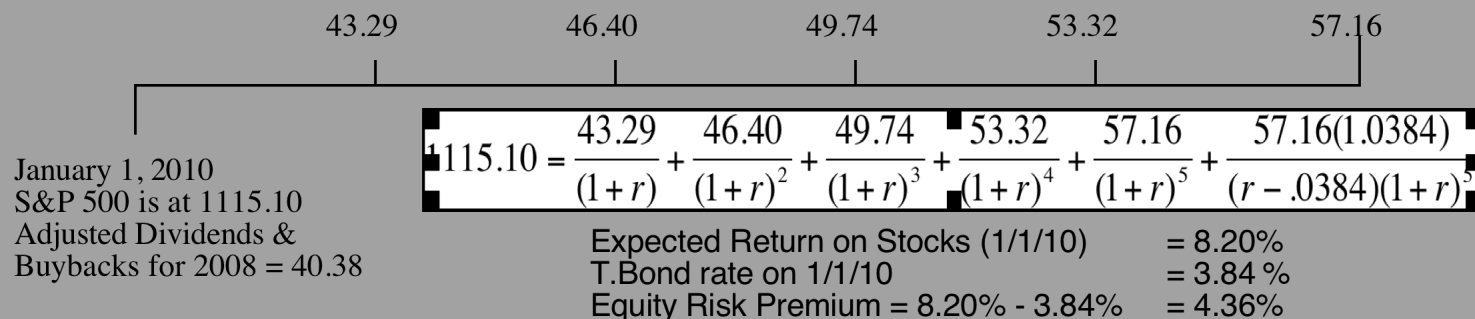 43.29 46.40 49.74 53.32 57.16
1115.10 = 43.29/(1+r) + 46.40/(1+r)^2 + 49.74/(1+r)^3 + 53.32/(1+r)^4 + 57.16/(1+r)^5 + 57.16(1.0384)/((r−.0384)(1+r)^5)
January 1, 2010
S&P 500 is at 1115.10
Adjusted Dividends &
Buybacks for 2008 = 40.38
Expected Return on Stocks (1/1/10) = 8.20%
T.Bond rate on 1/1/10 = 3.84 %
Equity Risk Premium = 8.20% - 3.84% = 4.36%